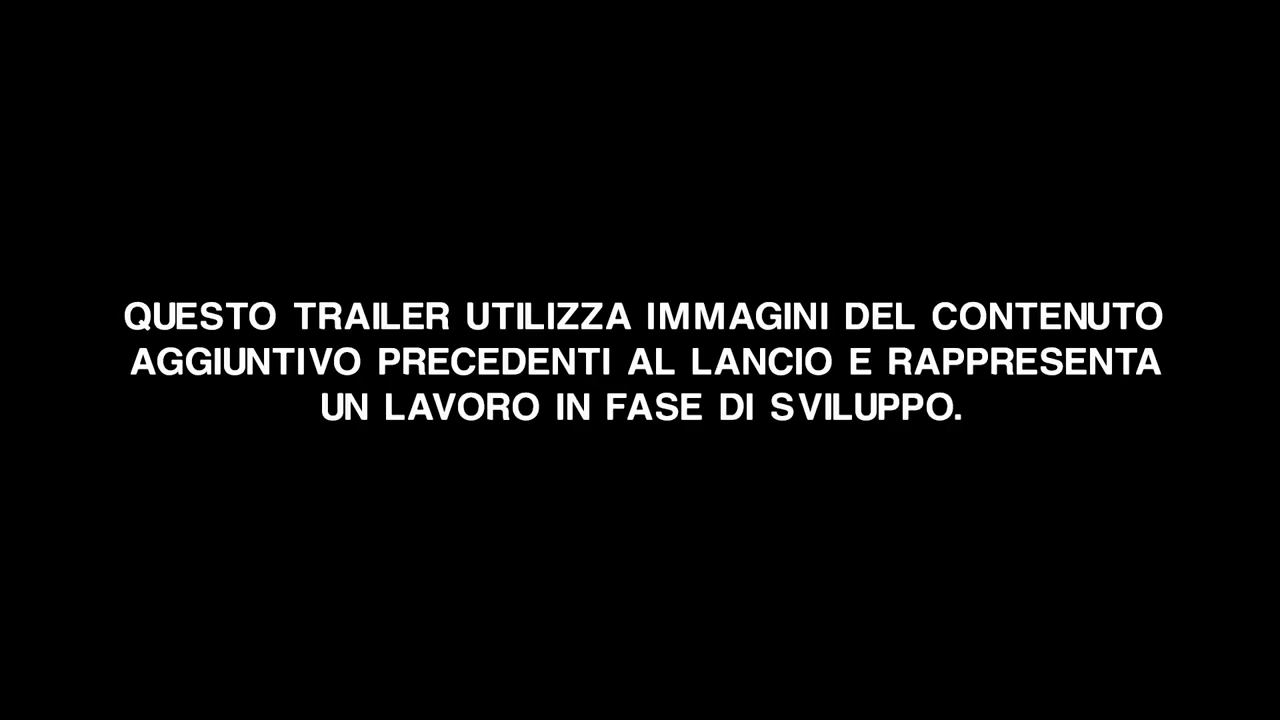 QUESTO TRAILER UTILIZZA IMMAGINI DEL CONTENUTO
AGGIUNTIVO PRECEDENTI AL LANCIO E RAPPRESENTA
UN LAVORO IN FASE DI SVILUPPO.